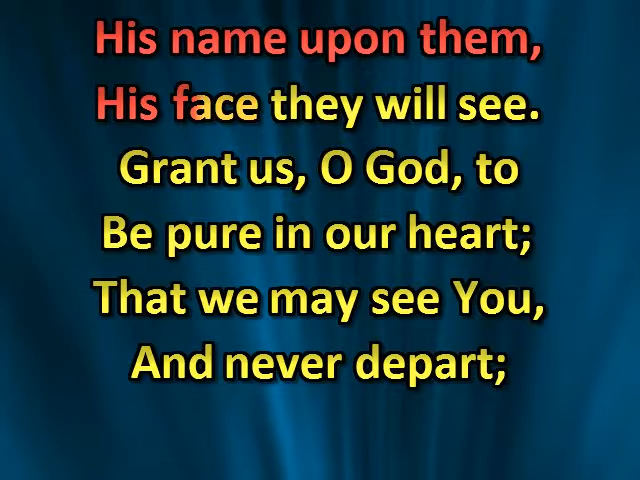 His name upon them,
His face they will see.
Grant us, O God, to
Be pure in our heart;
That we may see You,
And never depart;